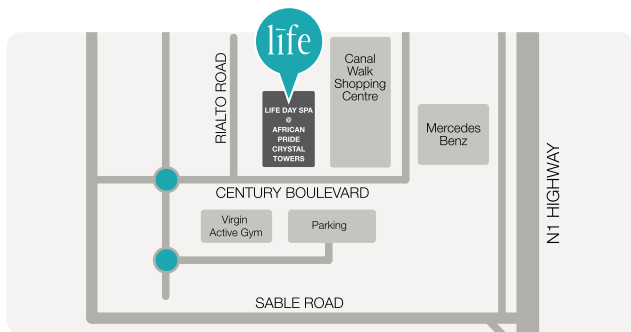 līfe
RIALTO ROAD
Canal
Walk
Shopping
Centre
LIFE DAY SPA
@
AFRICAN
PRIDE
CRYSTAL
TOWERS
Mercedes
Benz
CENTURY BOULEVARD
N1 HIGHWAY
Virgin
Active Gym
Parking
SABLE ROAD